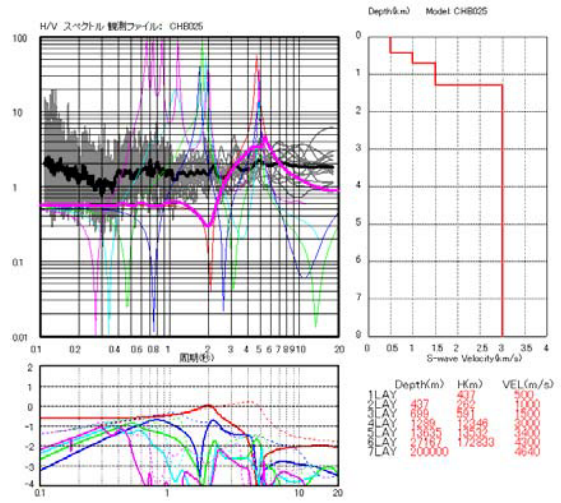 H/V スペクトル 観測ファイル: CHB025
100
10
1
0.1
0.01
0.1 0.2 0.4 0.6 0.8 1 2 3 4 5 6 7 8 9 10 20
周期(秒)
2
1
0
-1
-2
-3
-4
0.1 1 10 20
Depth(km) Model: CHB025
0
1
2
3
4
5
6
7
8
0 0.5 1 1.5 2 2.5 3 3.5 4
S-wave Velocity(km/s)
Depth(m) H(m) VEL(m/s)
1LAY 437 500
2LAY 437
3LAY 699
4LAY
5LAY
6LAY 172833 4300
7LAY 200000 4640